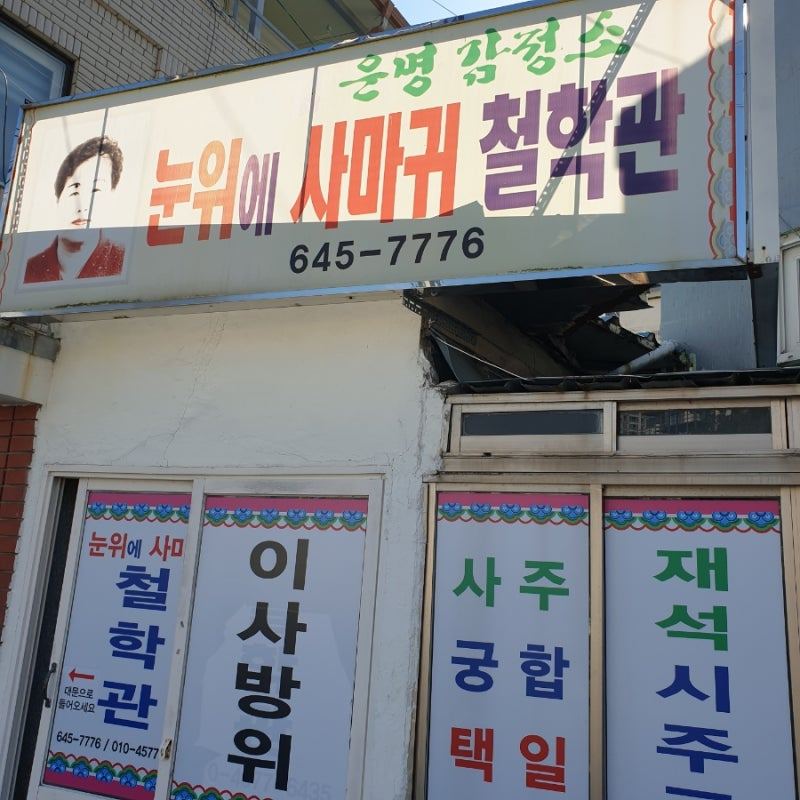 운명 감정소
눈위에 사마귀 철학관
645-7776
눈위에 사마
철학관
대문으로
들어오세요
645-7776 / 010-4577
이사방위
사주
궁합
택일
재석시주